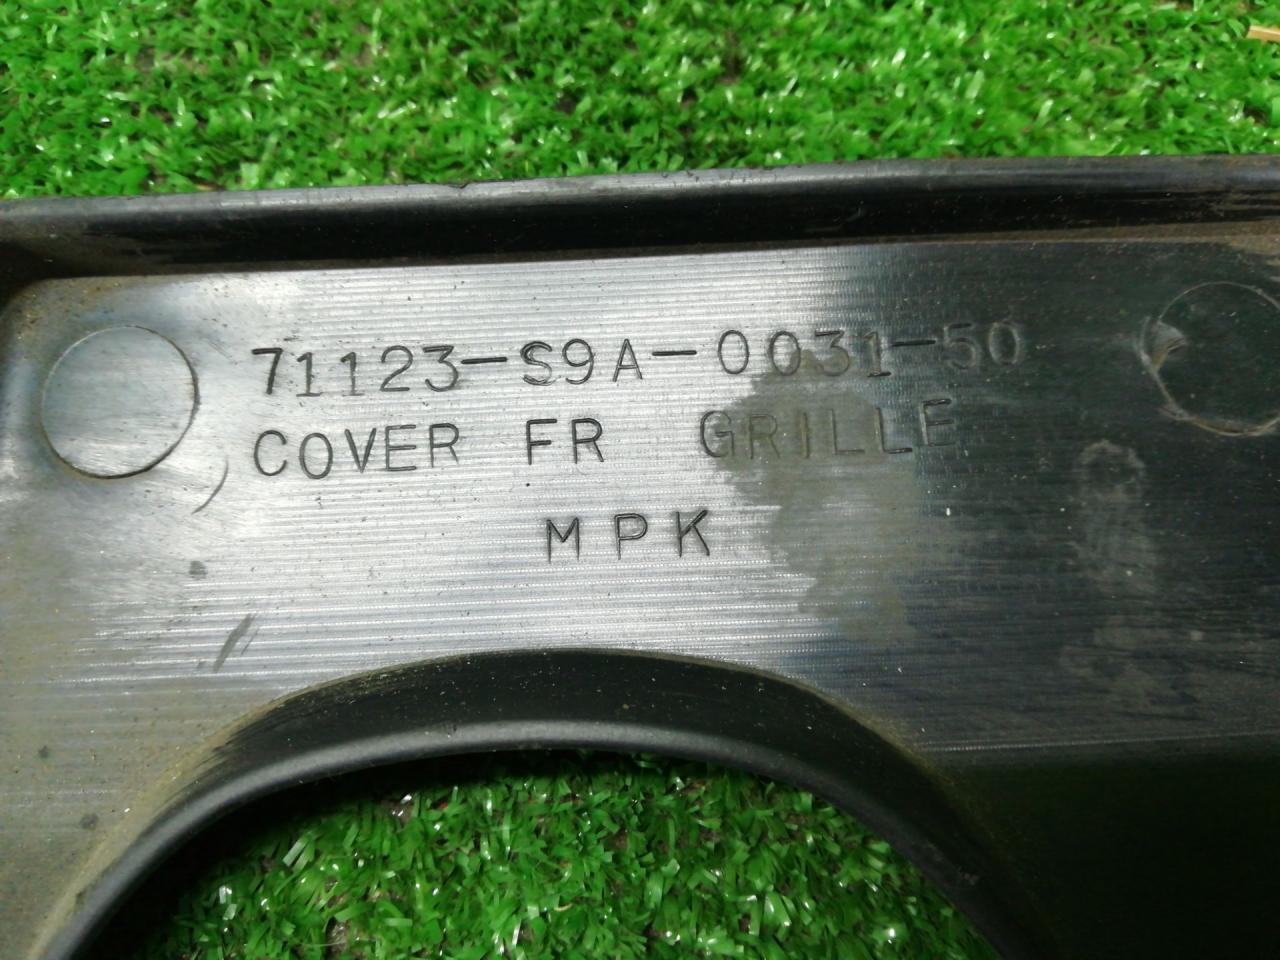 71123-S9A-0031-50
COVER FR GRILLE
MPK